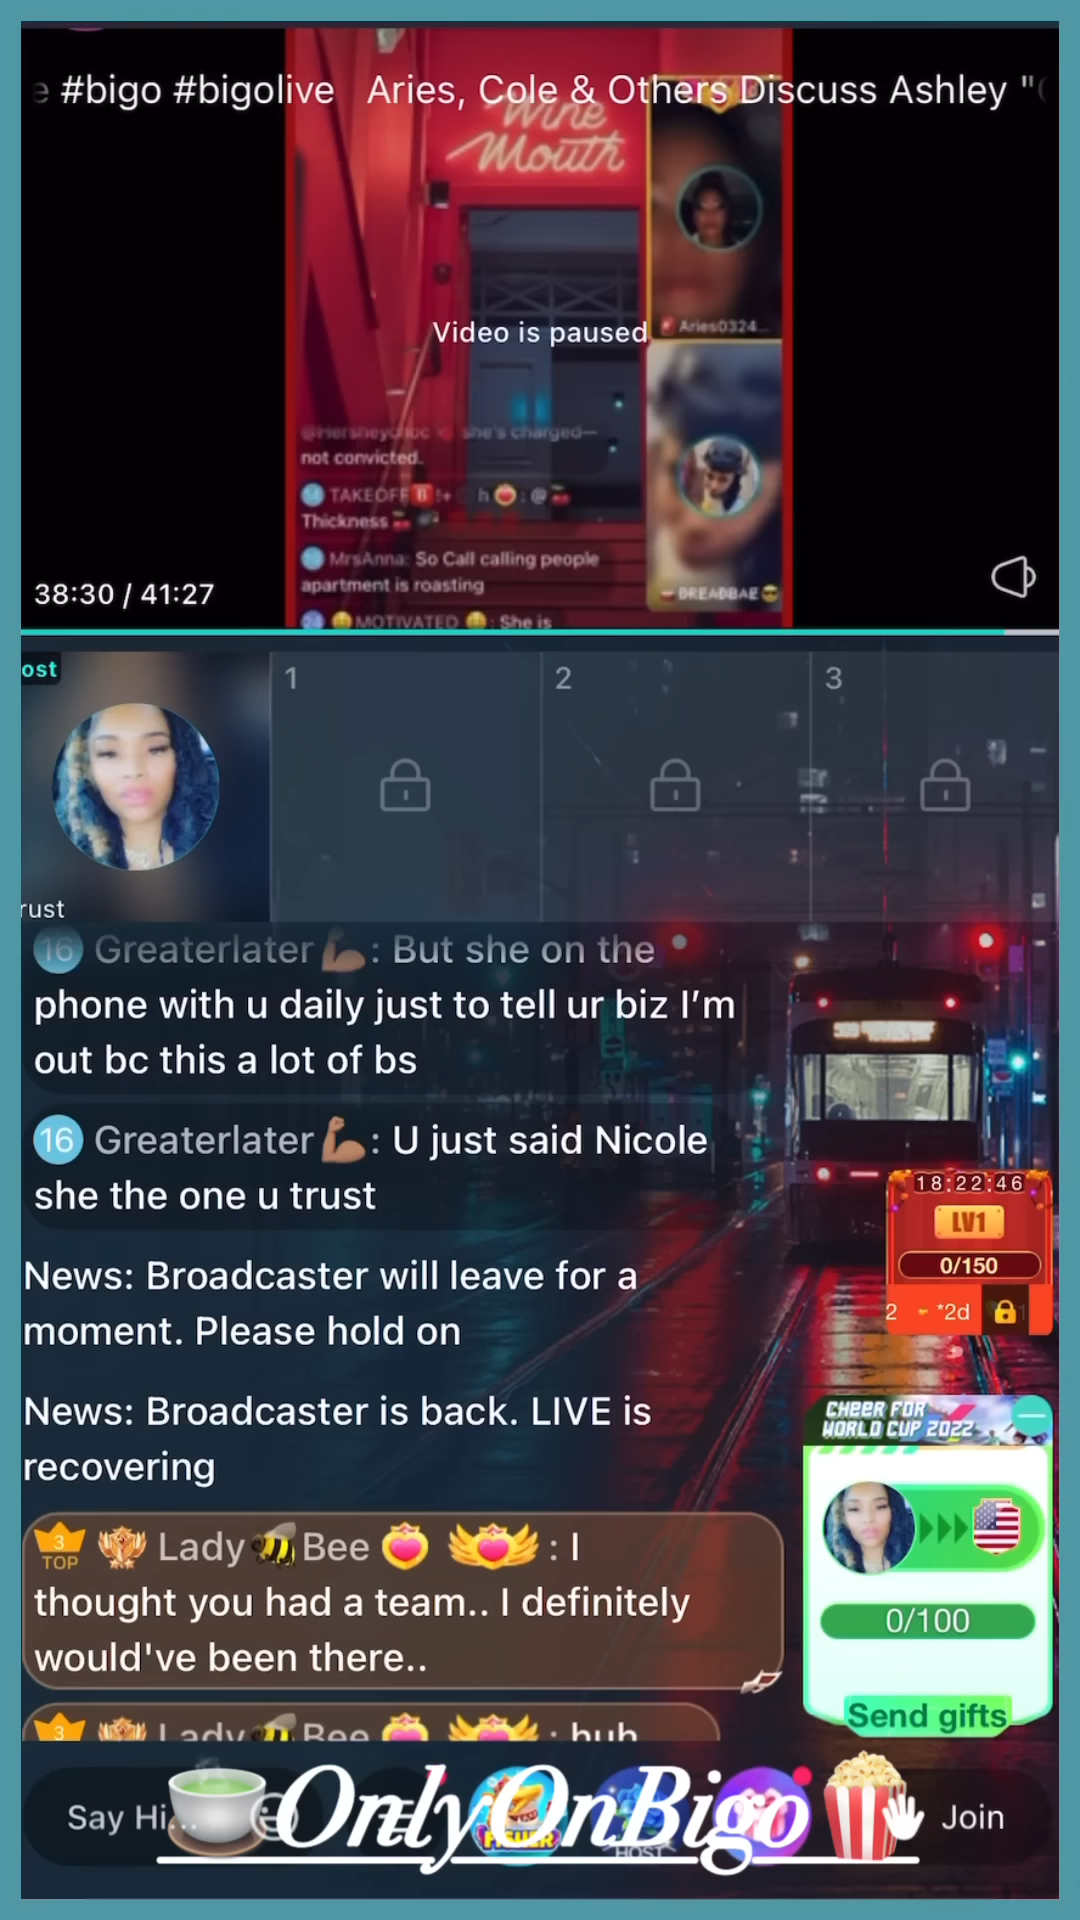 #bigo #bigolive Aries, Cole & Others Discuss Ashley "
Wine
Mouth
Aries0324...
Video is paused
she's charged—
not convicted.
TAKEOFF
Thickness
MrsAnna: So Call calling people
apartment is roasting
BREADBAE
MOTIVATED : She is
38:30 / 41:27
ost
1
2
3
rust
16 Greaterlater💪: But she on the
phone with u daily just to tell ur biz I'm
out bc this a lot of bs
16 Greaterlater💪: U just said Nicole
she the one u trust
18:22:46
LV1
0/150
2 *2d
News: Broadcaster will leave for a
moment. Please hold on
News: Broadcaster is back. LIVE is
recovering
CHEER FOR
WORLD CUP 2022
0/100
Send gifts
3 TOP Lady🐝Bee : I
thought you had a team.. I definitely
would've been there..
3 Lady🐝Bee : huh
Say Hi...
OnlyOnBigo
FISHER
HOST
Join